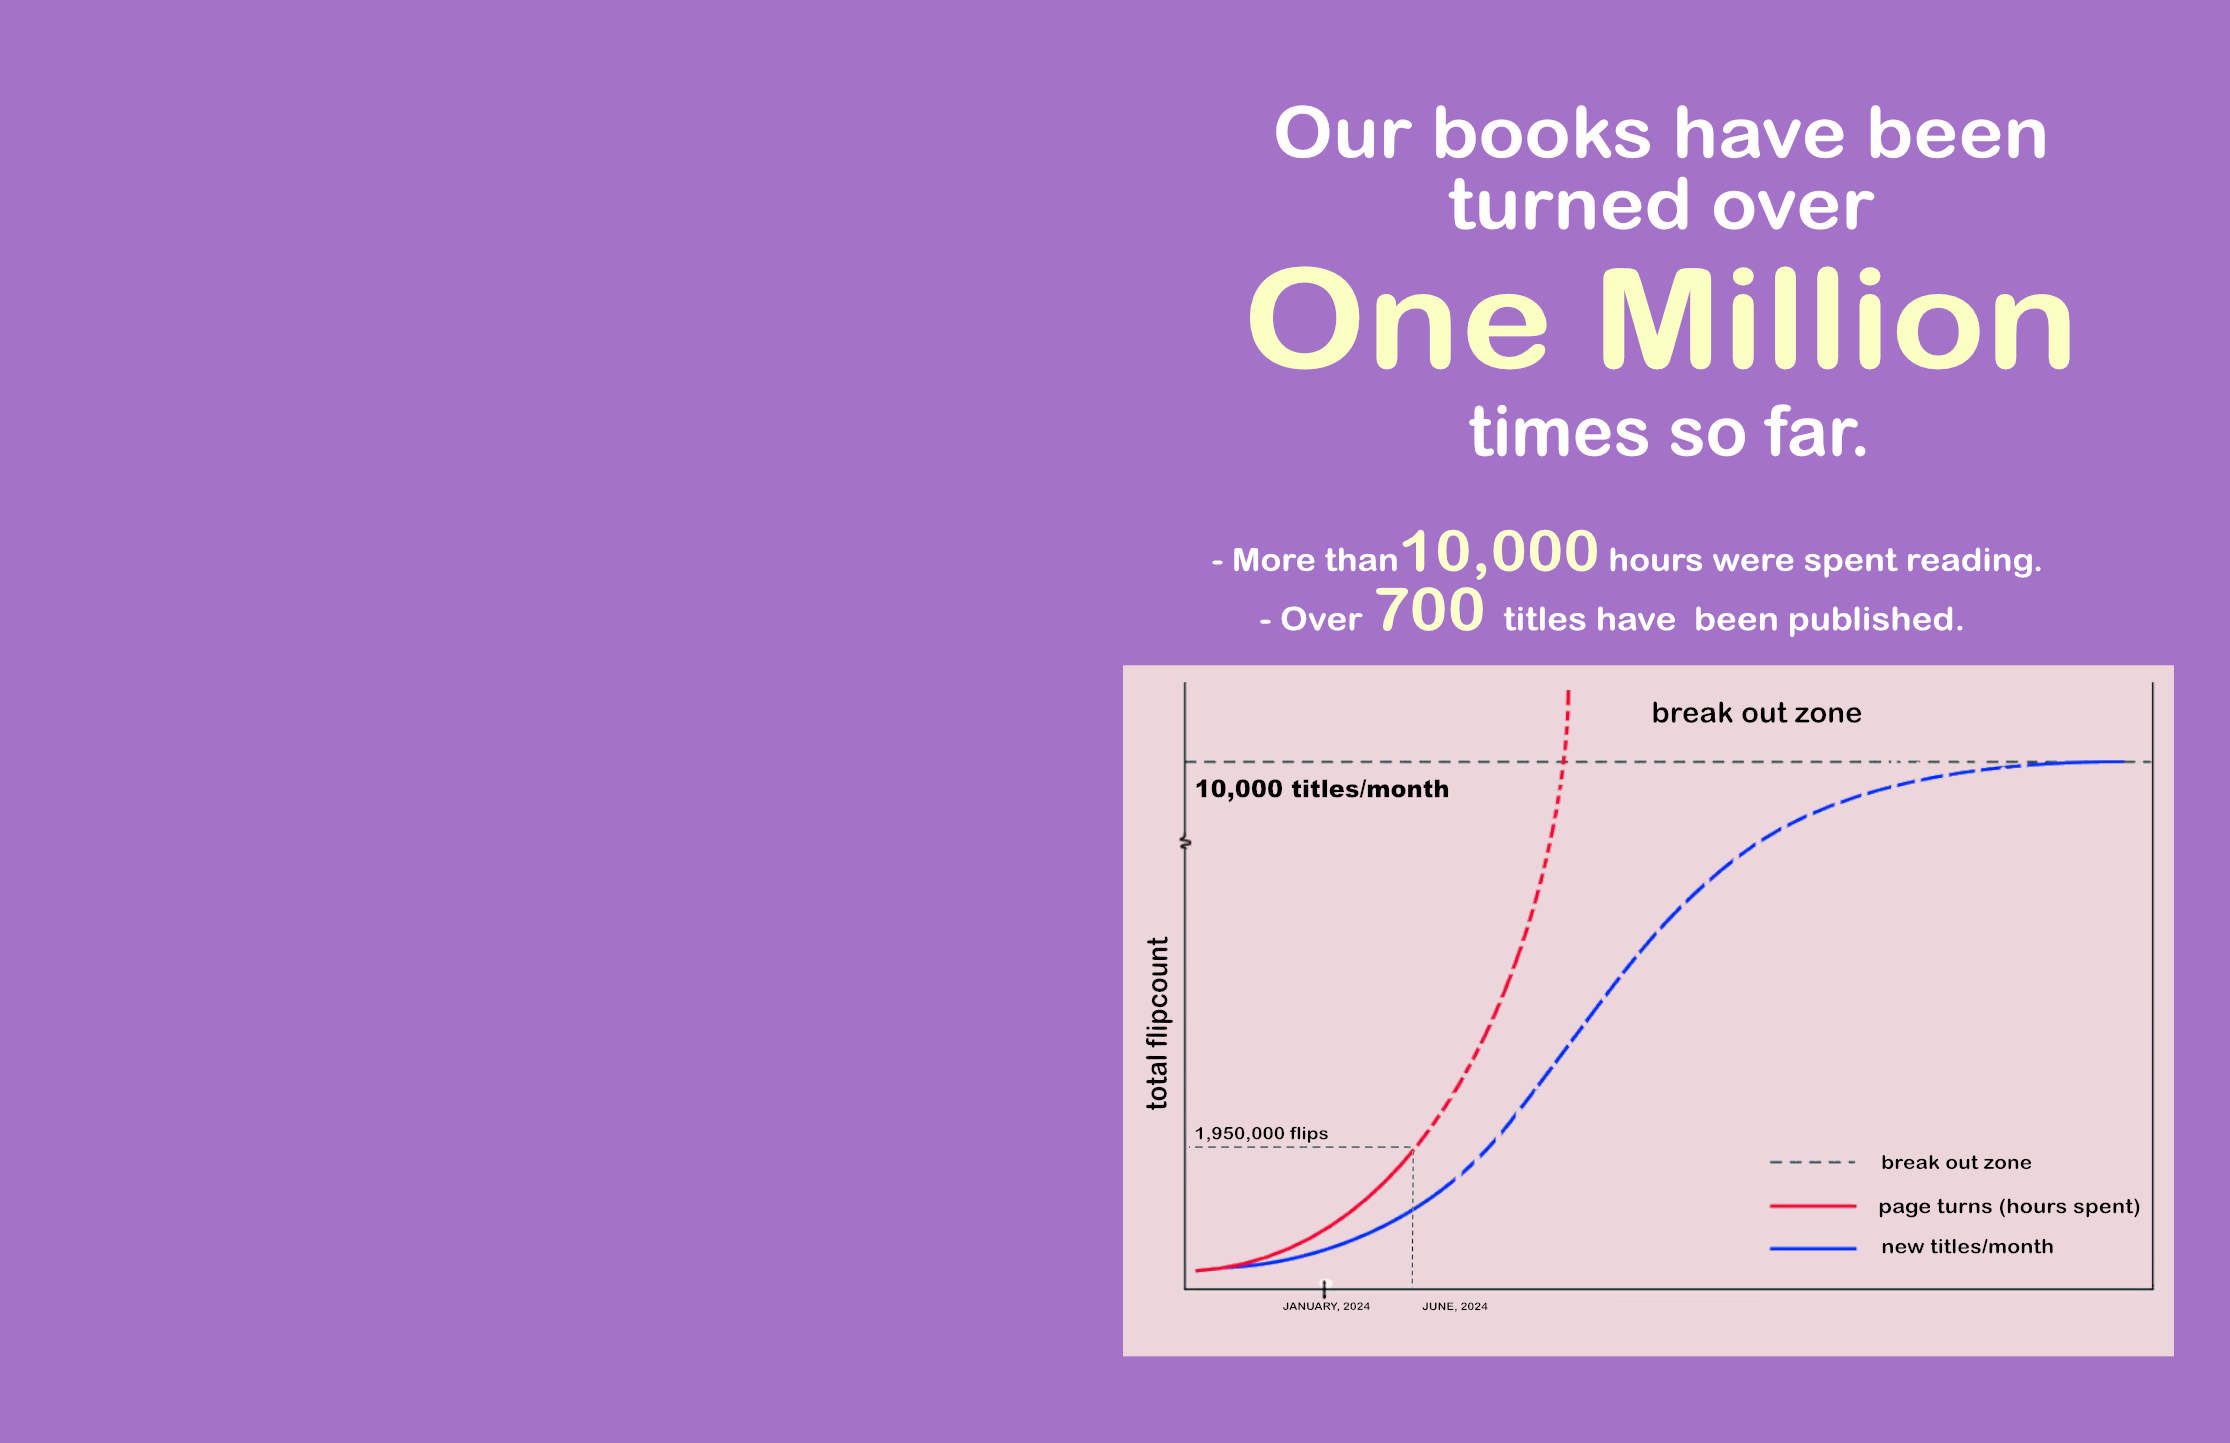 Our books have been
turned over
One Million
times so far.
- More than 10,000 hours were spent reading.
- Over 700 titles have been published.
break out zone
10,000 titles/month
total flipcount
1,950,000 flips
break out zone
page turns (hours spent)
new titles/month
JANUARY, 2024
JUNE, 2024